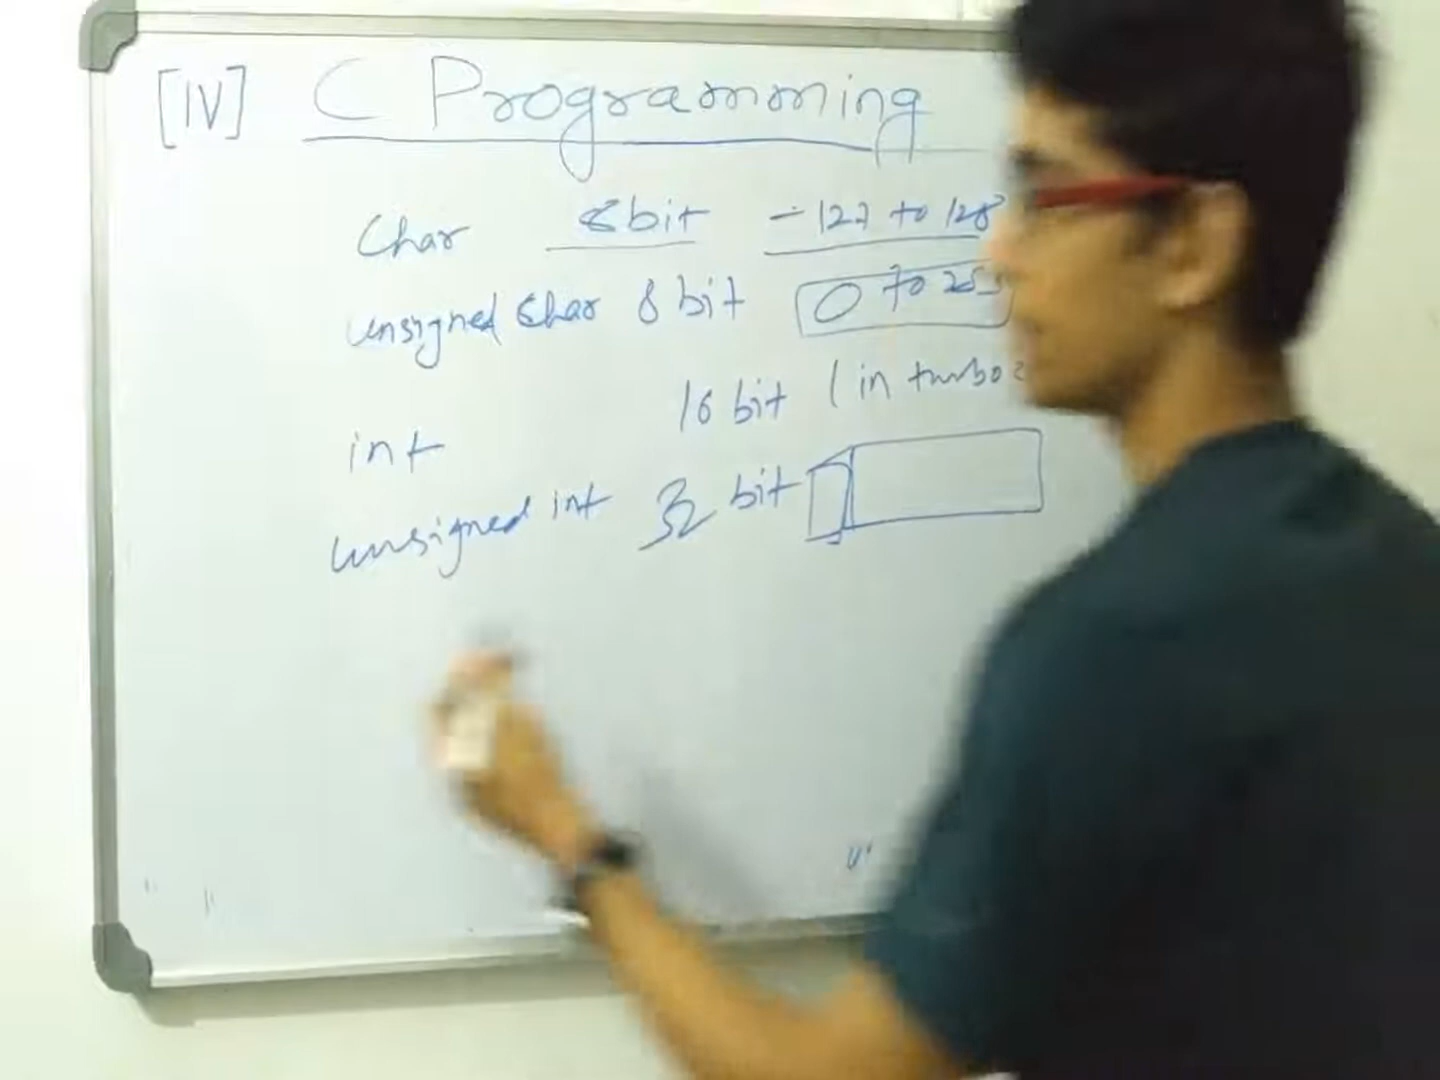 [IV] C Programming
Char 8bit -127 to 128
unsigned char 8 bit 0 to 255
16 bit (in turbo
int
unsigned int 32 bit